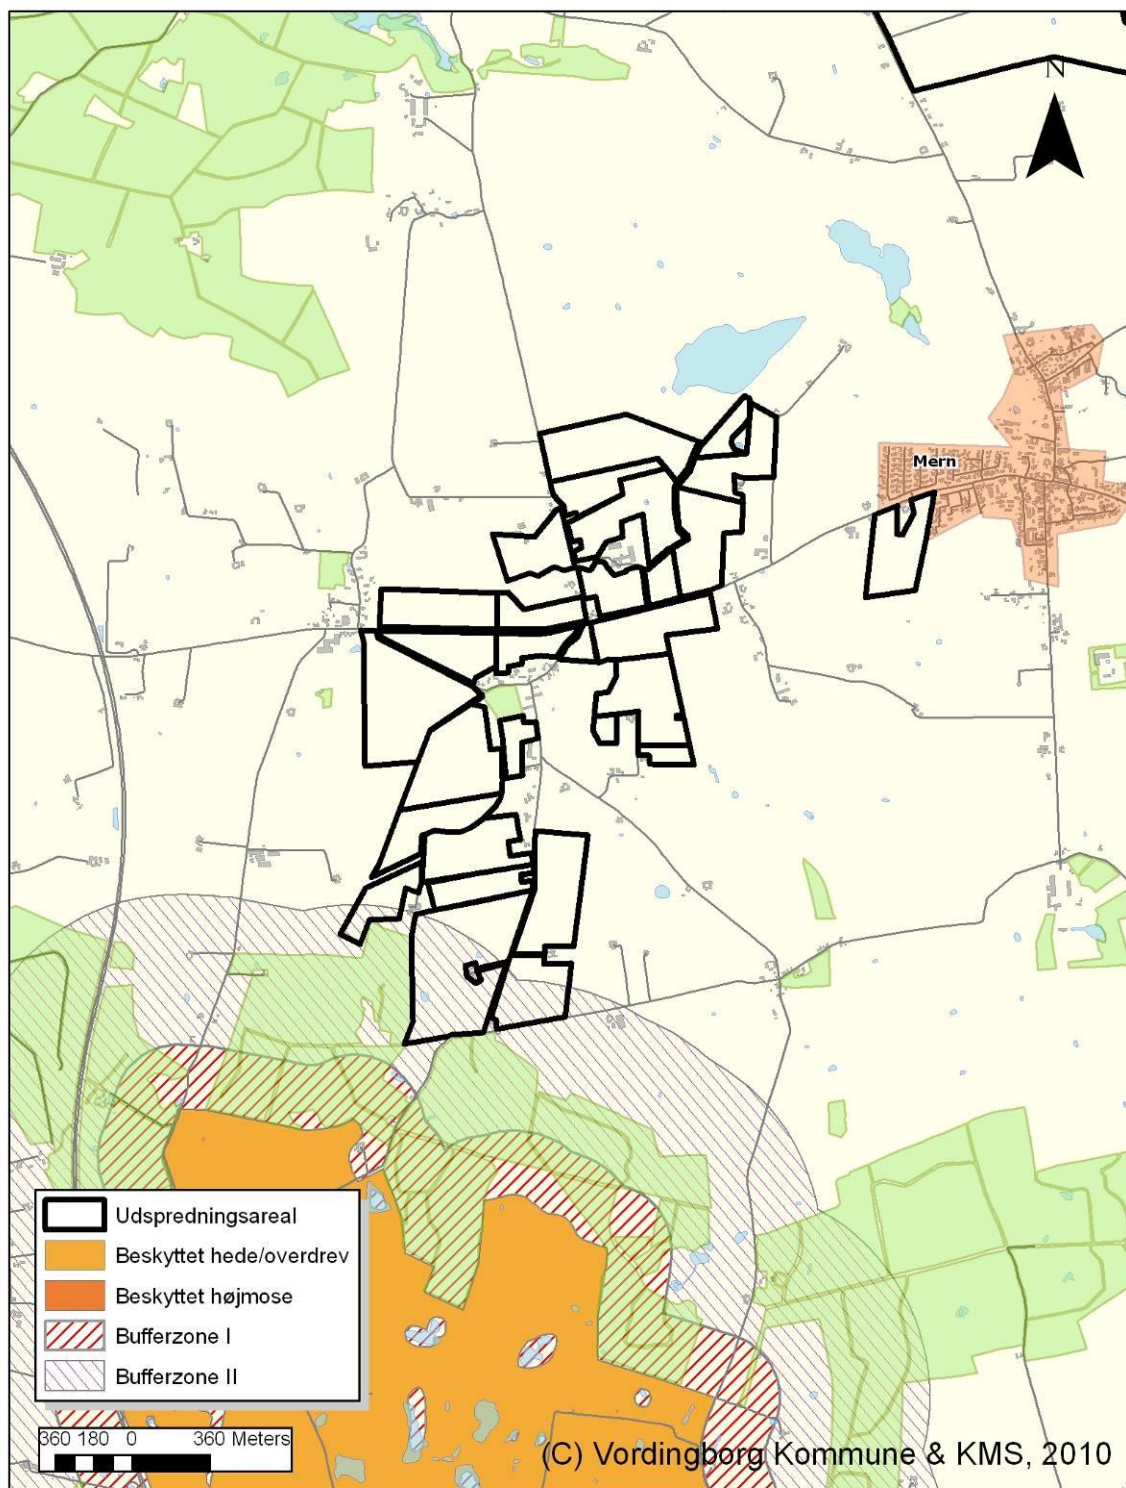 N
Mern
Udspredningsareal
Beskyttet hede/overdrev
Beskyttet højmose
Bufferzone I
Bufferzone II
360 180 0 360 Meters
(C) Vordingborg Kommune & KMS, 2010